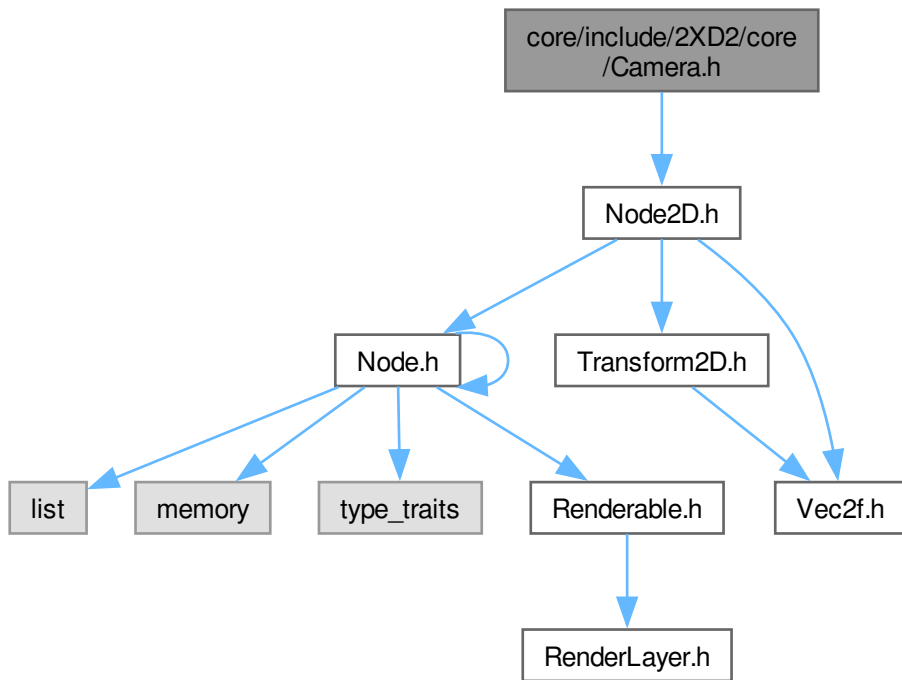 core/include/2XD2/core
/Camera.h
Node2D.h
Node.h
Transform2D.h
list
memory
type_traits
Renderable.h
Vec2f.h
RenderLayer.h